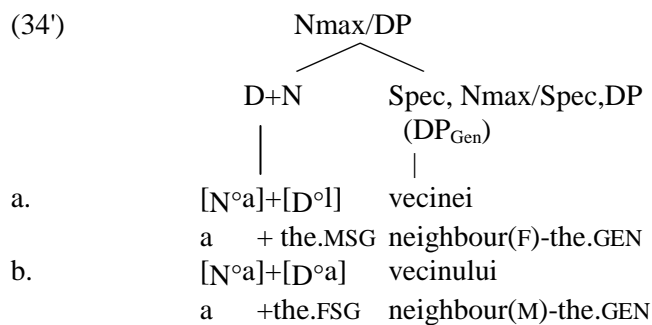 (34') Nmax/DP
D+N Spec, Nmax/Spec,DP
(DPGen)
a. [N°a]+[D°l] vecinei
a + the.MSG neighbour(F)-the.GEN
b. [N°a]+[D°a] vecinului
a +the.FSG neighbour(M)-the.GEN